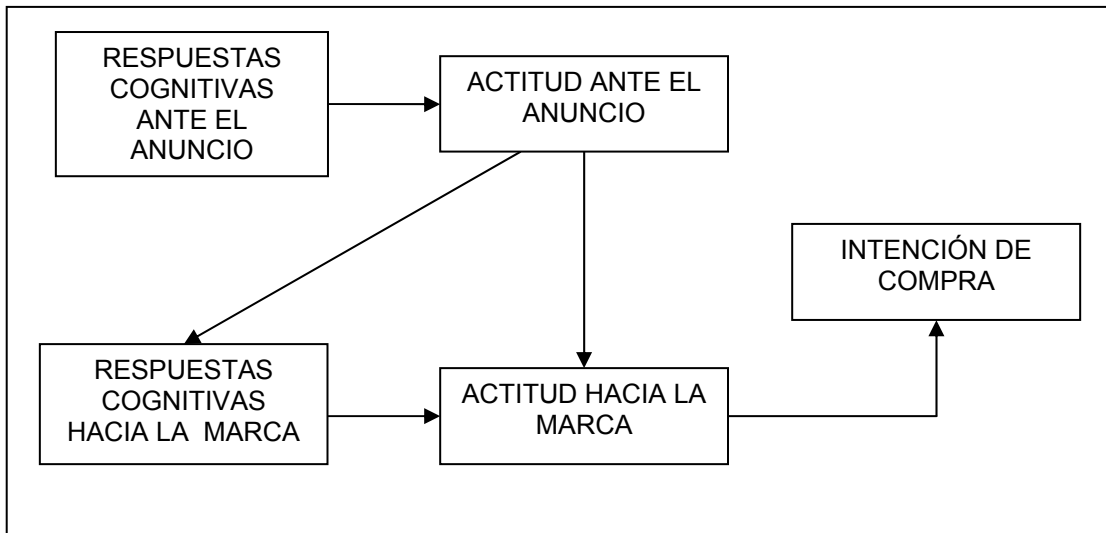 RESPUESTAS
COGNITIVAS
ANTE EL
ANUNCIO
ACTITUD ANTE EL
ANUNCIO
INTENCIÓN DE
COMPRA
RESPUESTAS
COGNITIVAS
HACIA LA  MARCA
ACTITUD HACIA LA
MARCA